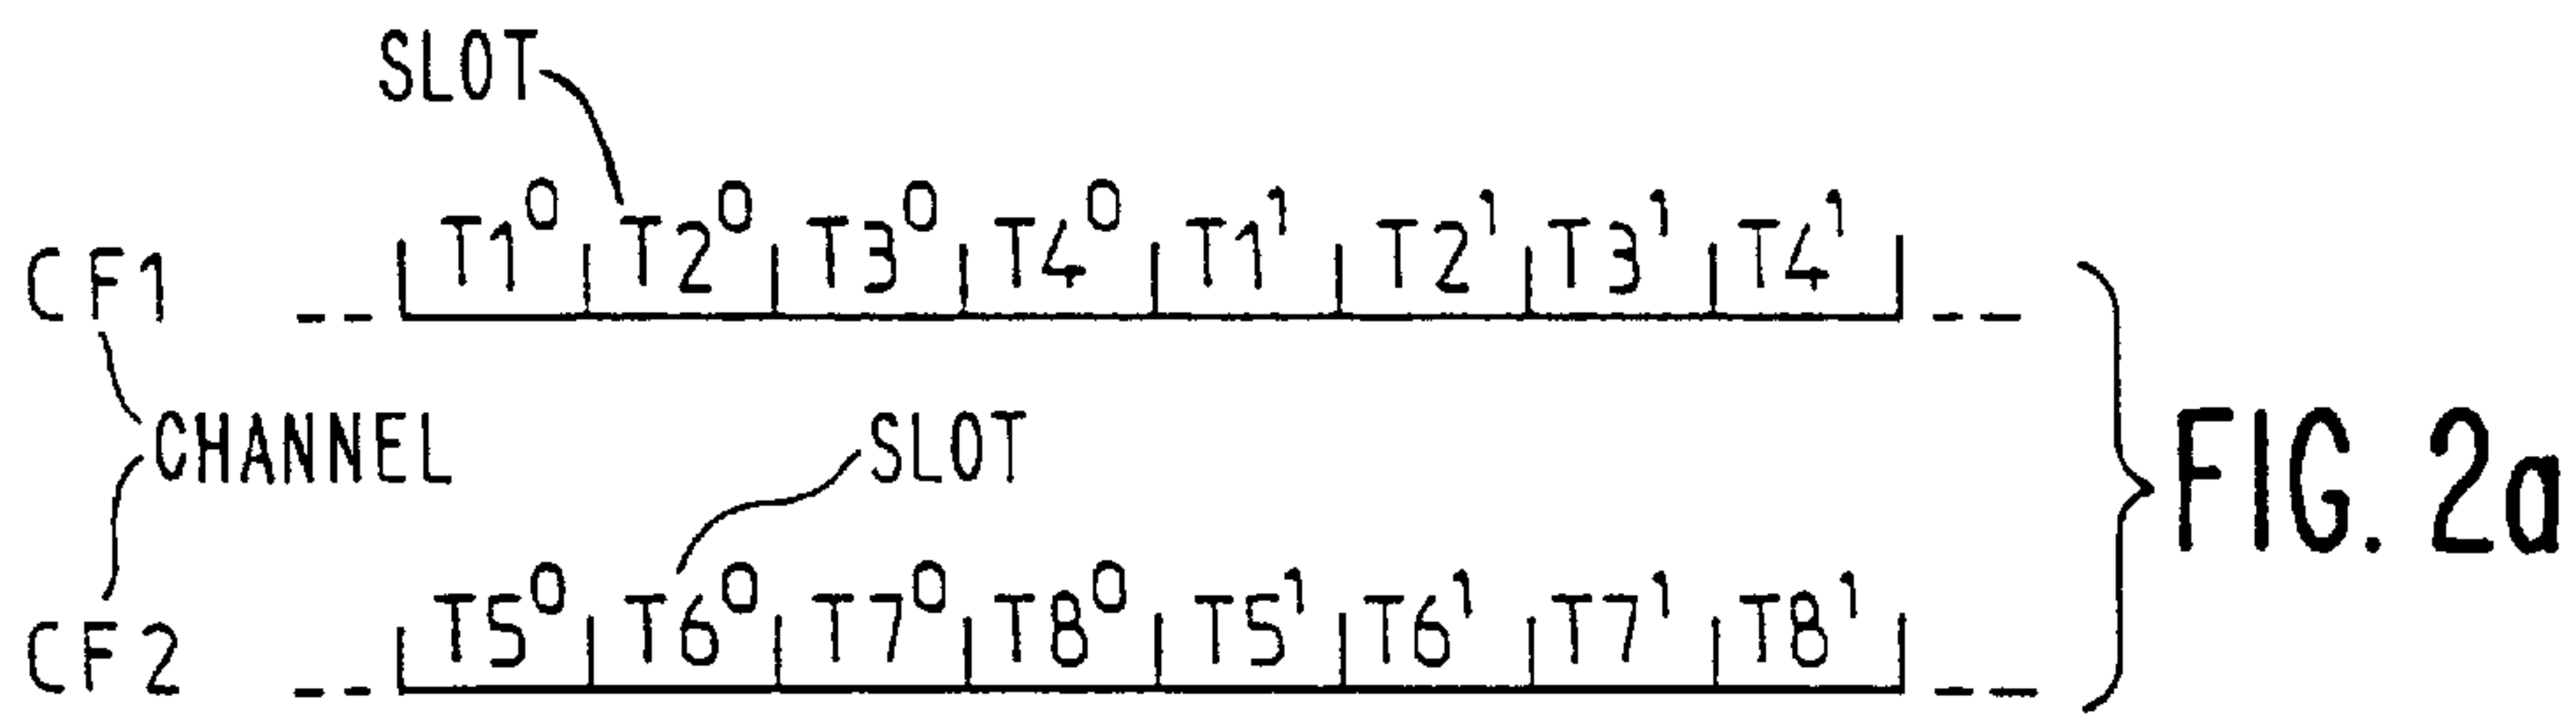 SLOT
CF1 -- T1⁰ T2⁰ T3⁰ T4⁰ T1¹ T2¹ T3¹ T4¹ --
CHANNEL SLOT
CF2 -- T5⁰ T6⁰ T7⁰ T8⁰ T5¹ T6¹ T7¹ T8¹ --
FIG. 2a